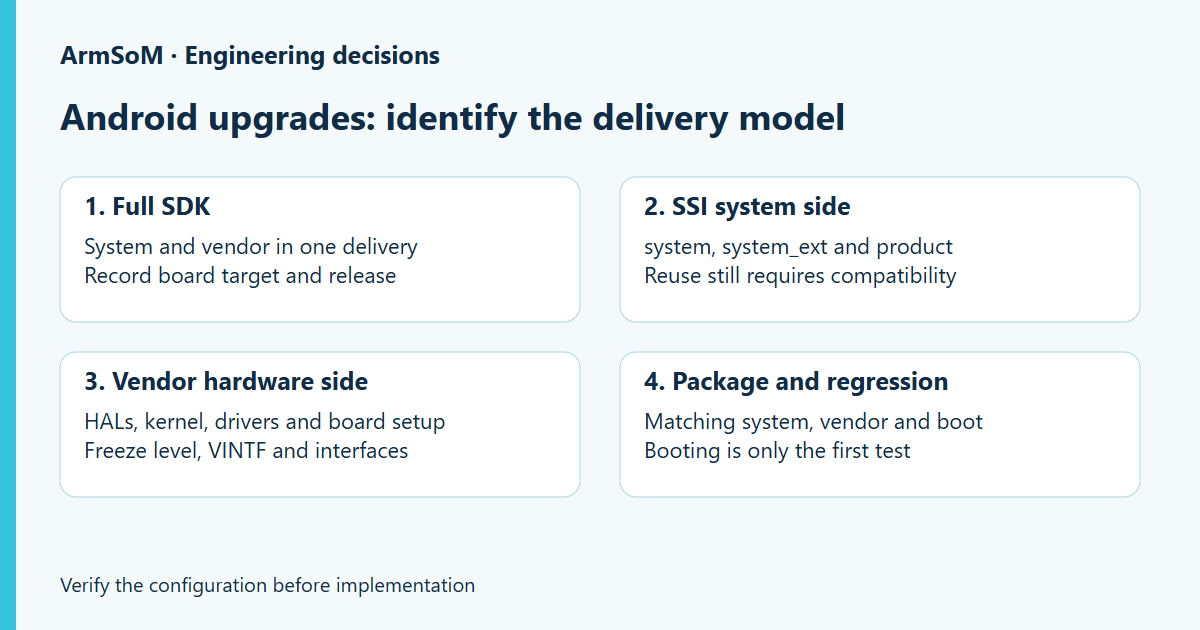 ArmSoM · Engineering decisions
Android upgrades: identify the delivery model
1. Full SDK
System and vendor in one delivery
Record board target and release
2. SSI system side
system, system_ext and product
Reuse still requires compatibility
3. Vendor hardware side
HALs, kernel, drivers and board setup
Freeze level, VINTF and interfaces
4. Package and regression
Matching system, vendor and boot
Booting is only the first test
Verify the configuration before implementation